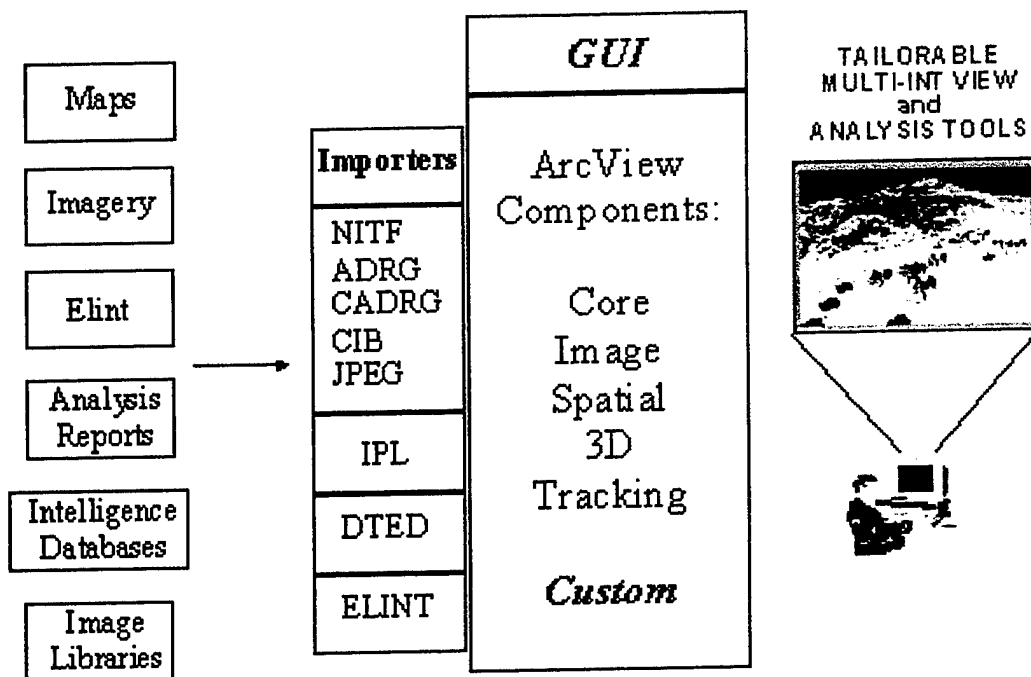 Maps
Imagery
Elint
Analysis
Reports
Intelligence
Databases
Image
Libraries
Importers
NITF
ADRG
CADRG
CIB
JPEG
IPL
DTED
ELINT
GUI
ArcView
Components:
Core
Image
Spatial
3D
Tracking
Custom
TAILORABLE
MULTI-INT VIEW
and
ANALYSIS TOOLS